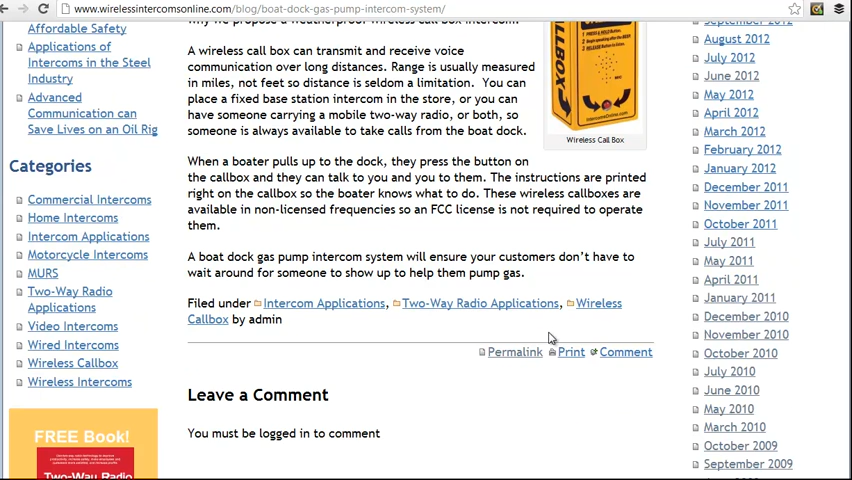 www.wirelessintercomsonline.com/blog/boat-dock-gas-pump-intercom-system/
Affordable Safety
Applications of
Intercoms in the Steel
Industry
Advanced
Communication can
Save Lives on an Oil Rig
Categories
Commercial Intercoms
Home Intercoms
Intercom Applications
Motorcycle Intercoms
MURS
Two-Way Radio
Applications
Video Intercoms
Wired Intercoms
Wireless Callbox
Wireless Intercoms
FREE Book!
Two-Way Radio
why we propose a weatherproof wireless call box intercom.
A wireless call box can transmit and receive voice
communication over long distances. Range is usually measured
in miles, not feet so distance is seldom a limitation. You can
place a fixed base station intercom in the store, or you can
have someone carrying a mobile two-way radio, or both, so
someone is always available to take calls from the boat dock.
CALLBOX
Wireless Call Box
When a boater pulls up to the dock, they press the button on
the callbox and they can talk to you and you to them. The instructions are printed
right on the callbox so the boater knows what to do. These wireless callboxes are
available in non-licensed frequencies so an FCC license is not required to operate
them.
A boat dock gas pump intercom system will ensure your customers don't have to
wait around for someone to show up to help them pump gas.
Filed under Intercom Applications, Two-Way Radio Applications, Wireless
Callbox by admin
Permalink Print Comment
Leave a Comment
You must be logged in to comment
September 2012
August 2012
July 2012
June 2012
May 2012
April 2012
March 2012
February 2012
January 2012
December 2011
November 2011
October 2011
July 2011
May 2011
April 2011
January 2011
December 2010
November 2010
October 2010
July 2010
June 2010
May 2010
March 2010
October 2009
September 2009